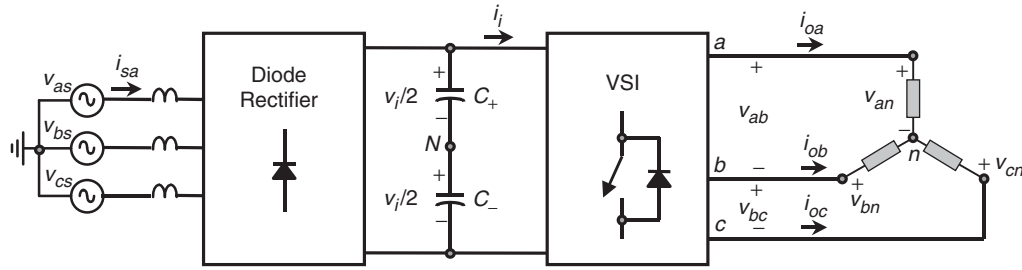 v_as
i_sa
v_bs
v_cs
Diode
Rectifier
i_i
+
v_i/2
C_+
−
N
+
v_i/2
C_−
−
VSI
a
i_oa
+
v_ab
b
−
i_ob
+
v_bc
c
−
i_oc
+
v_an
−
n
+
v_bn
+
v_cn